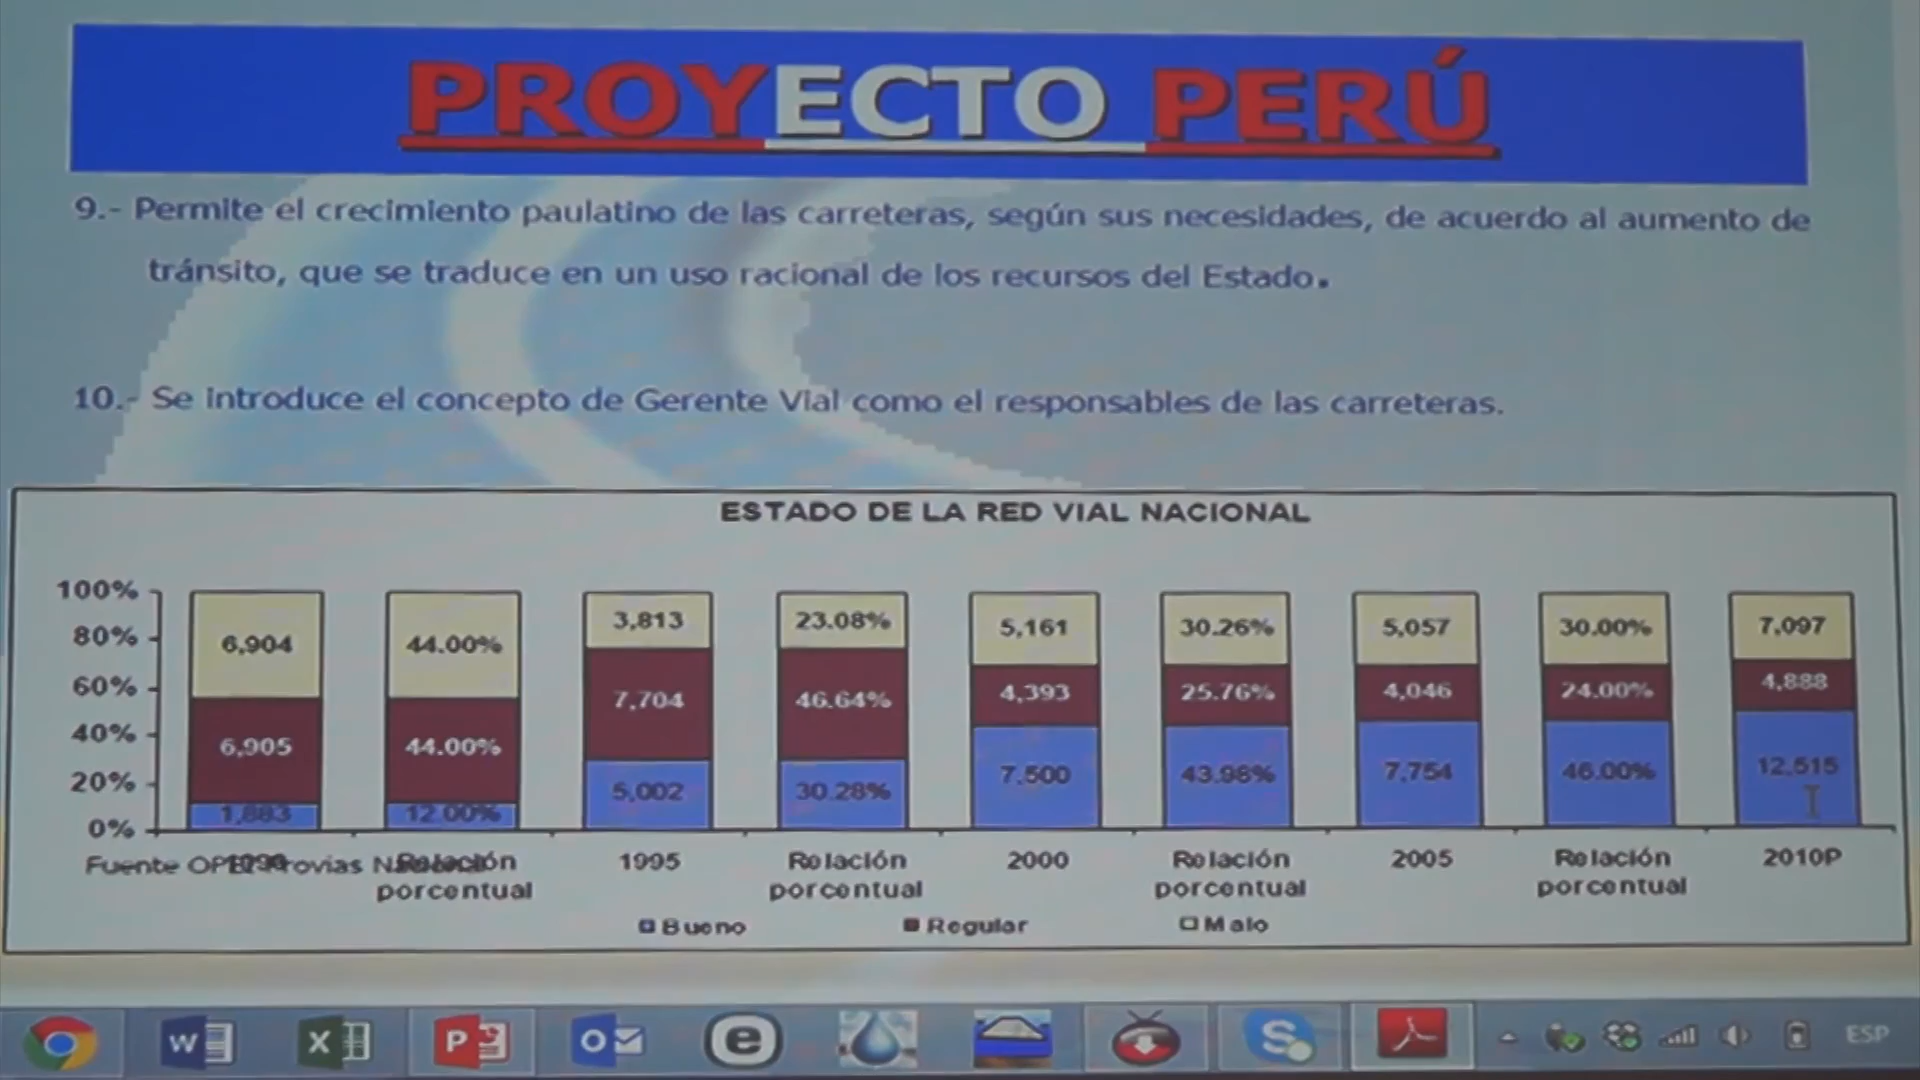 PROYECTO PERÚ
9.- Permite el crecimiento paulatino de las carreteras, según sus necesidades, de acuerdo al aumento de
tránsito, que se traduce en un uso racional de los recursos del Estado.
10.- Se introduce el concepto de Gerente Vial como el responsables de las carreteras.
ESTADO DE LA RED VIAL NACIONAL
100%
80%
60%
40%
20%
0%
6,904
44.00%
3,813
23.08%
5,161
30.26%
5,057
30.00%
7,097
6,905
44.00%
7,704
46.64%
4,393
25.76%
4,046
24.00%
4,888
1,883
12.00%
5,002
30.28%
7.500
43.98%
7,754
46.00%
12,515
Fuente
1990
Relación
porcentual
1995
Relación
porcentual
2000
Relación
porcentual
2005
Relación
porcentual
2010P
Bueno
Regular
Malo
ESP